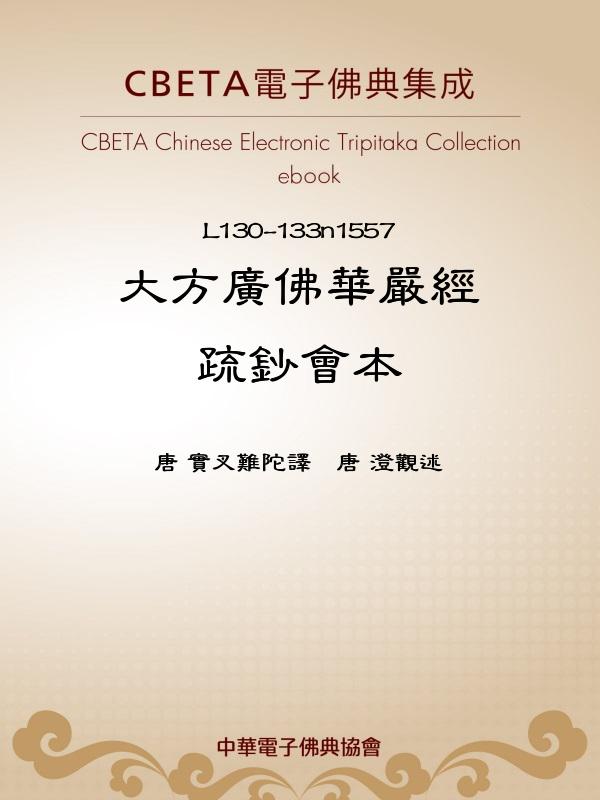 CBETA電子佛典集成
CBETA Chinese Electronic Tripitaka Collection
ebook
L130-133n1557
大方廣佛華嚴經
疏鈔會本
唐 實叉難陀譯　唐 澄觀述
中華電子佛典協會